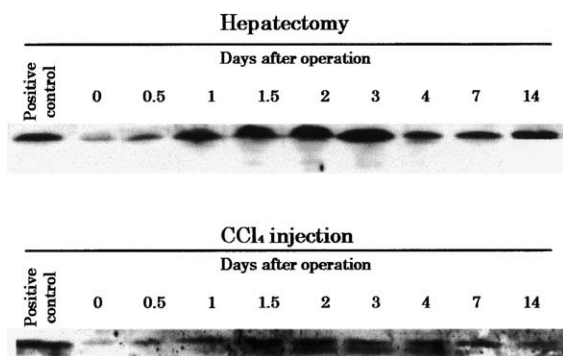 Hepatectomy
Days after operation
Positive control 0 0.5 1 1.5 2 3 4 7 14
CCl₄ injection
Days after operation
Positive control 0 0.5 1 1.5 2 3 4 7 14